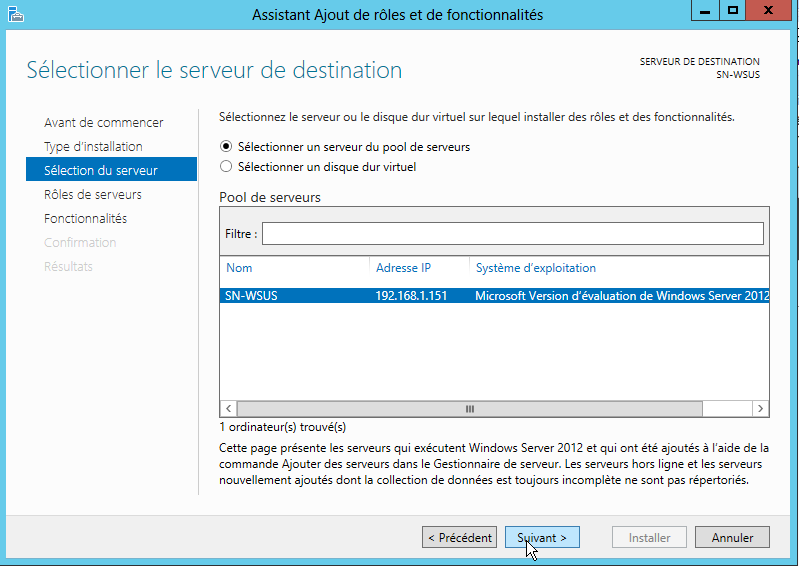 Assistant Ajout de rôles et de fonctionnalités
Sélectionner le serveur de destination
SERVEUR DE DESTINATION
SN-WSUS
Avant de commencer
Type d'installation
Sélection du serveur
Rôles de serveurs
Fonctionnalités
Confirmation
Résultats
Sélectionnez le serveur ou le disque dur virtuel sur lequel installer des rôles et des fonctionnalités.
Sélectionner un serveur du pool de serveurs
Sélectionner un disque dur virtuel
Pool de serveurs
Filtre :
Nom Adresse IP Système d'exploitation
SN-WSUS 192.168.1.151 Microsoft Version d'évaluation de Windows Server 2012
1 ordinateur(s) trouvé(s)
Cette page présente les serveurs qui exécutent Windows Server 2012 et qui ont été ajoutés à l'aide de la
commande Ajouter des serveurs dans le Gestionnaire de serveur. Les serveurs hors ligne et les serveurs
nouvellement ajoutés dont la collection de données est toujours incomplète ne sont pas répertoriés.
< Précédent Suivant > Installer Annuler